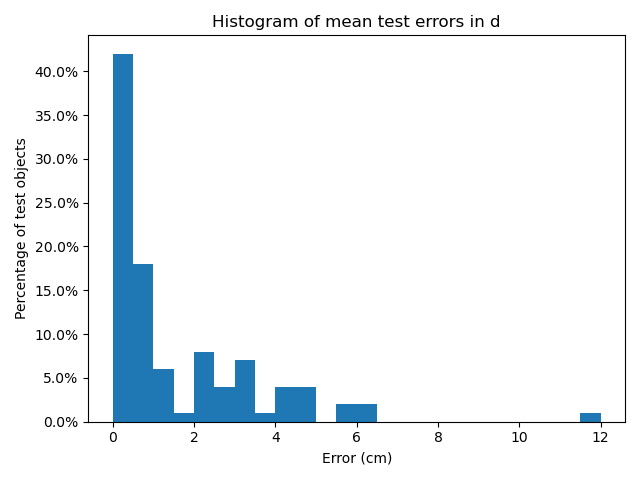 Histogram of mean test errors in d
Percentage of test objects
40.0%
35.0%
30.0%
25.0%
20.0%
15.0%
10.0%
5.0%
0.0%
0 2 4 6 8 10 12
Error (cm)